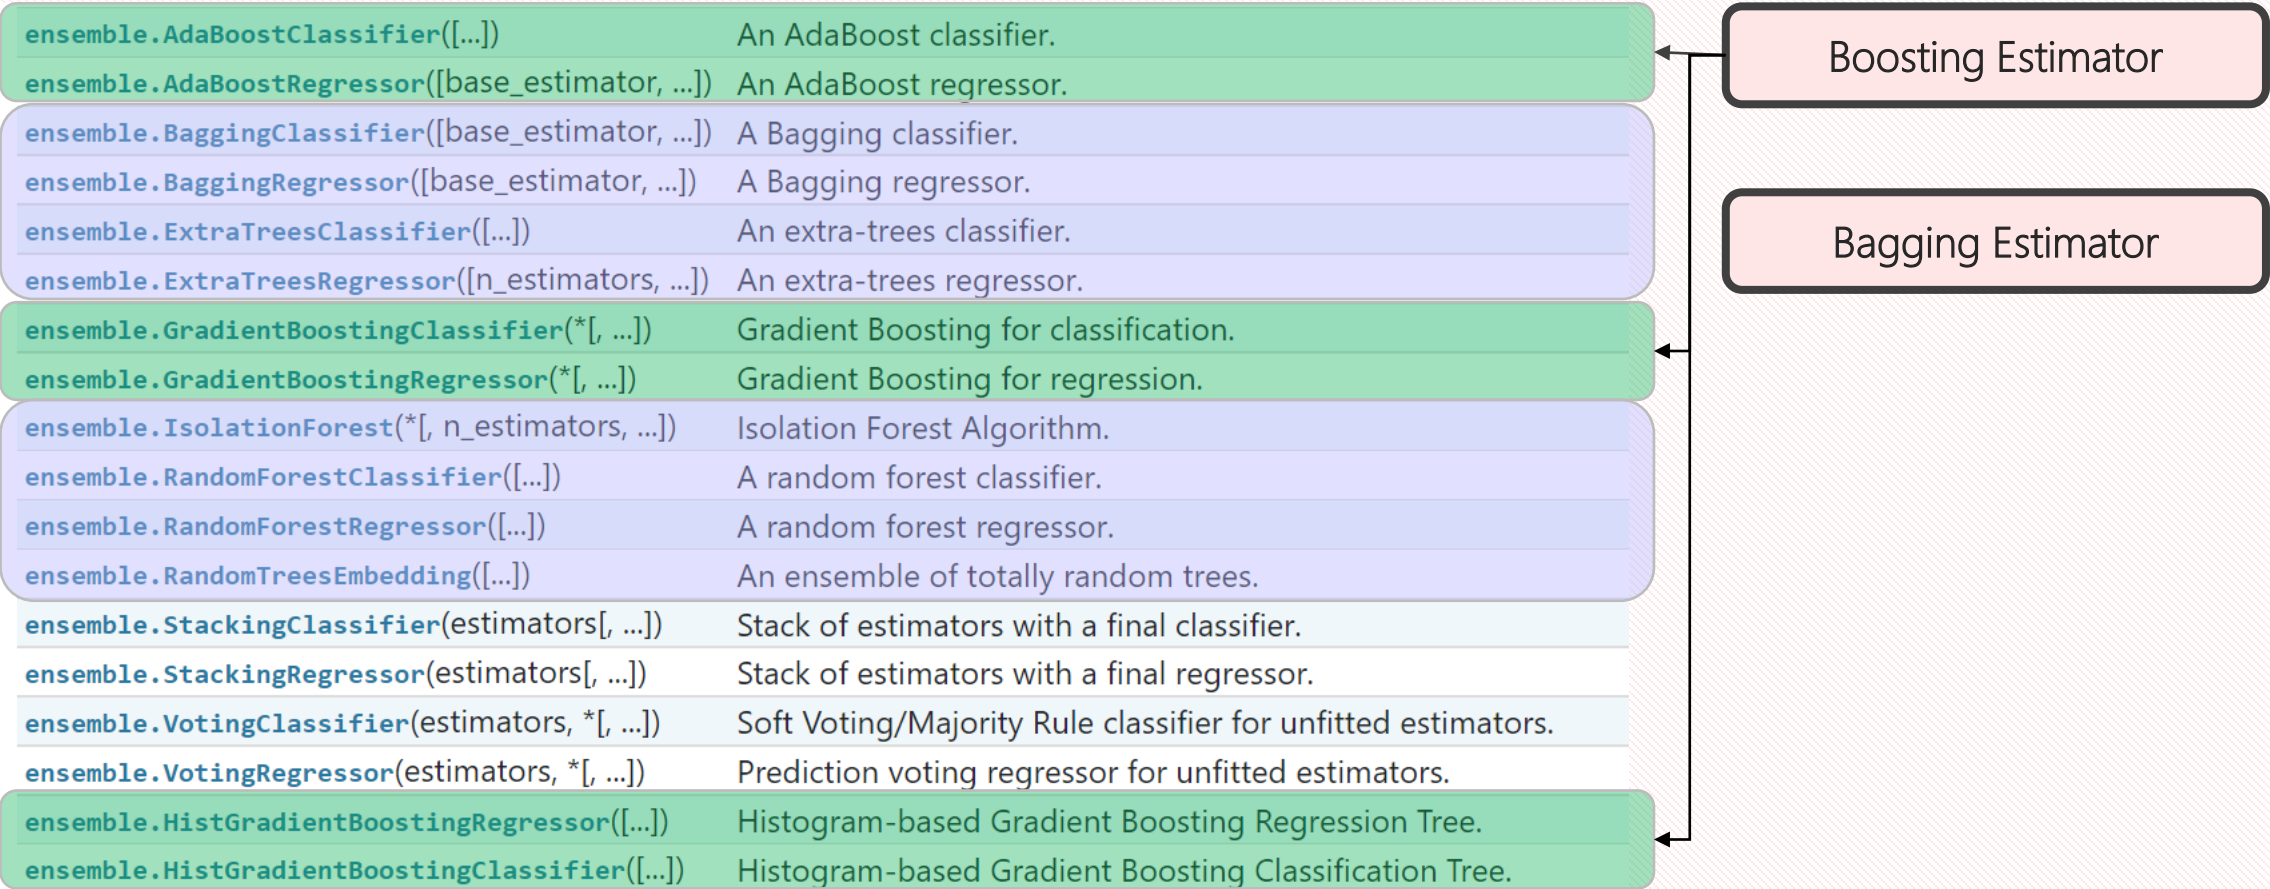 ensemble.AdaBoostClassifier([...]) An AdaBoost classifier.
ensemble.AdaBoostRegressor([base_estimator, ...]) An AdaBoost regressor.
ensemble.BaggingClassifier([base_estimator, ...]) A Bagging classifier.
ensemble.BaggingRegressor([base_estimator, ...]) A Bagging regressor.
ensemble.ExtraTreesClassifier([...]) An extra-trees classifier.
ensemble.ExtraTreesRegressor([n_estimators, ...]) An extra-trees regressor.
ensemble.GradientBoostingClassifier(*[, ...]) Gradient Boosting for classification.
ensemble.GradientBoostingRegressor(*[, ...]) Gradient Boosting for regression.
ensemble.IsolationForest(*[, n_estimators, ...]) Isolation Forest Algorithm.
ensemble.RandomForestClassifier([...]) A random forest classifier.
ensemble.RandomForestRegressor([...]) A random forest regressor.
ensemble.RandomTreesEmbedding([...]) An ensemble of totally random trees.
ensemble.StackingClassifier(estimators[, ...]) Stack of estimators with a final classifier.
ensemble.StackingRegressor(estimators[, ...]) Stack of estimators with a final regressor.
ensemble.VotingClassifier(estimators, *[, ...]) Soft Voting/Majority Rule classifier for unfitted estimators.
ensemble.VotingRegressor(estimators, *[, ...]) Prediction voting regressor for unfitted estimators.
ensemble.HistGradientBoostingRegressor([...]) Histogram-based Gradient Boosting Regression Tree.
ensemble.HistGradientBoostingClassifier([...]) Histogram-based Gradient Boosting Classification Tree.
Boosting Estimator
Bagging Estimator